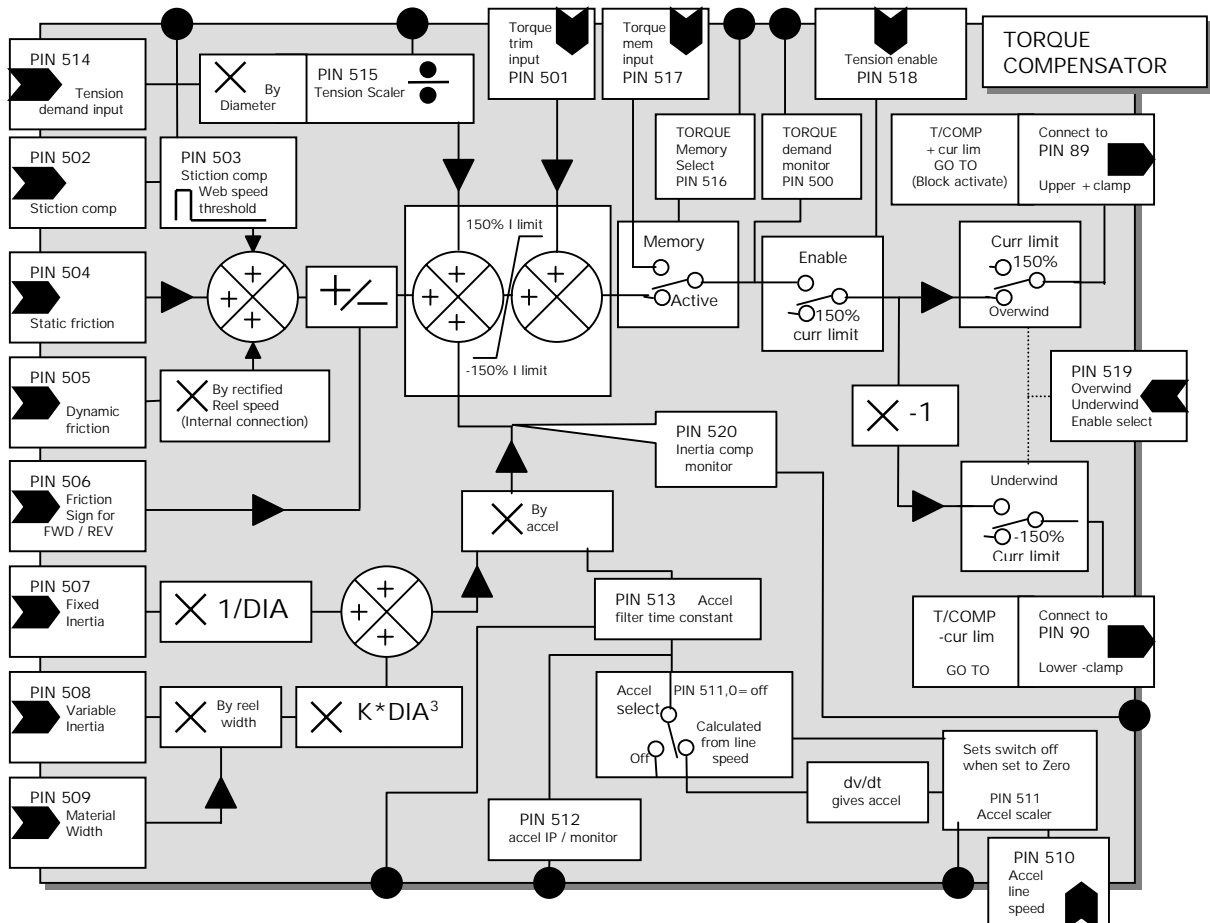 TORQUE
COMPENSATOR
PIN 514
Tension
demand input
By
Diameter
PIN 515
Tension Scaler
Torque
trim
input
PIN 501
Torque
mem
input
PIN 517
Tension enable
PIN 518
PIN 502
Stiction comp
PIN 503
Stiction comp
Web speed
threshold
TORQUE
Memory
Select
PIN 516
TORQUE
demand
monitor
PIN 500
T/COMP
+ cur lim
GO TO
(Block activate)
Connect to
PIN 89
Upper + clamp
PIN 504
Static friction
+
+
+
+/-
150% I limit
+
+
+
-150% I limit
+
Memory
Active
Enable
150%
curr limit
Curr limit
150%
Overwind
PIN 505
Dynamic
friction
By rectified
Reel speed
(Internal connection)
PIN 519
Overwind
Underwind
Enable select
-1
PIN 520
Inertia comp
monitor
PIN 506
Friction
Sign for
FWD / REV
By
accel
Underwind
-150%
Curr limit
PIN 507
Fixed
Inertia
1/DIA
+
+
+
PIN 513 Accel
filter time constant
T/COMP
-cur lim
GO TO
Connect to
PIN 90
Lower -clamp
PIN 508
Variable
Inertia
By reel
width
K*DIA³
Accel
select
PIN 511,0=off
Calculated
from line
speed
Off
PIN 509
Material
Width
PIN 512
accel IP / monitor
dv/dt
gives accel
Sets switch off
when set to Zero
PIN 511
Accel scaler
PIN 510
Accel
line
speed